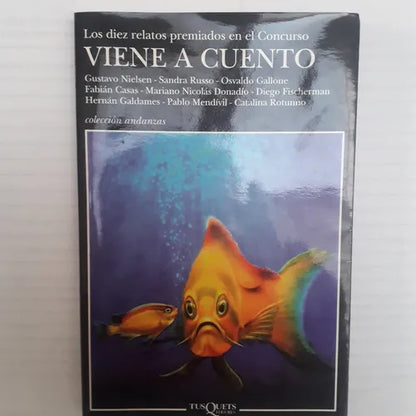 Los diez relatos premiados en el Concurso
VIENE A CUENTO
Gustavo Nielsen - Sandra Russo - Osvaldo Gallone
Fabián Casas - Mariano Nicolás Donadío - Diego Fischerman
Hernán Galdames - Pablo Mendívil - Catalina Rotunno
colección andanzas
TUSQUETS
EDITORES